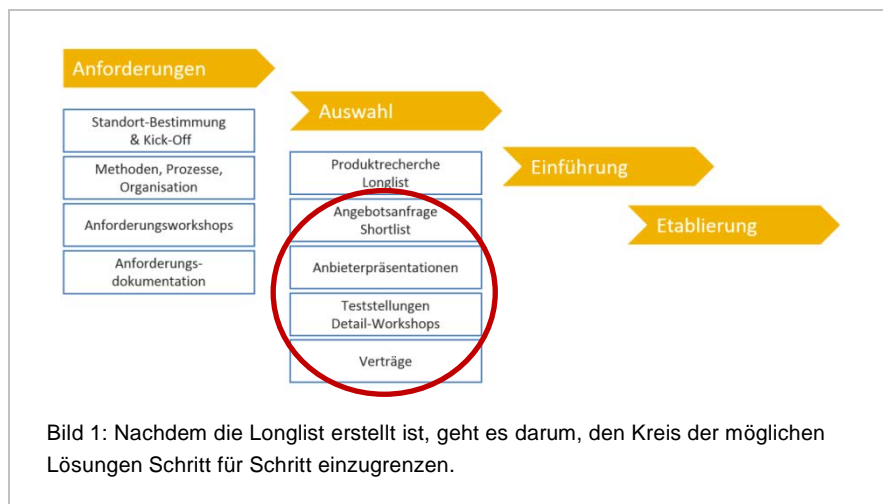 Anforderungen
Standort-Bestimmung
& Kick-Off
Methoden, Prozesse,
Organisation
Anforderungsworkshops
Anforderungs-
dokumentation
Auswahl
Produktrecherche
Longlist
Angebotsanfrage
Shortlist
Anbieterpräsentationen
Teststellungen
Detail-Workshops
Verträge
Einführung
Etablierung
Bild 1: Nachdem die Longlist erstellt ist, geht es darum, den Kreis der möglichen
Lösungen Schritt für Schritt einzugrenzen.